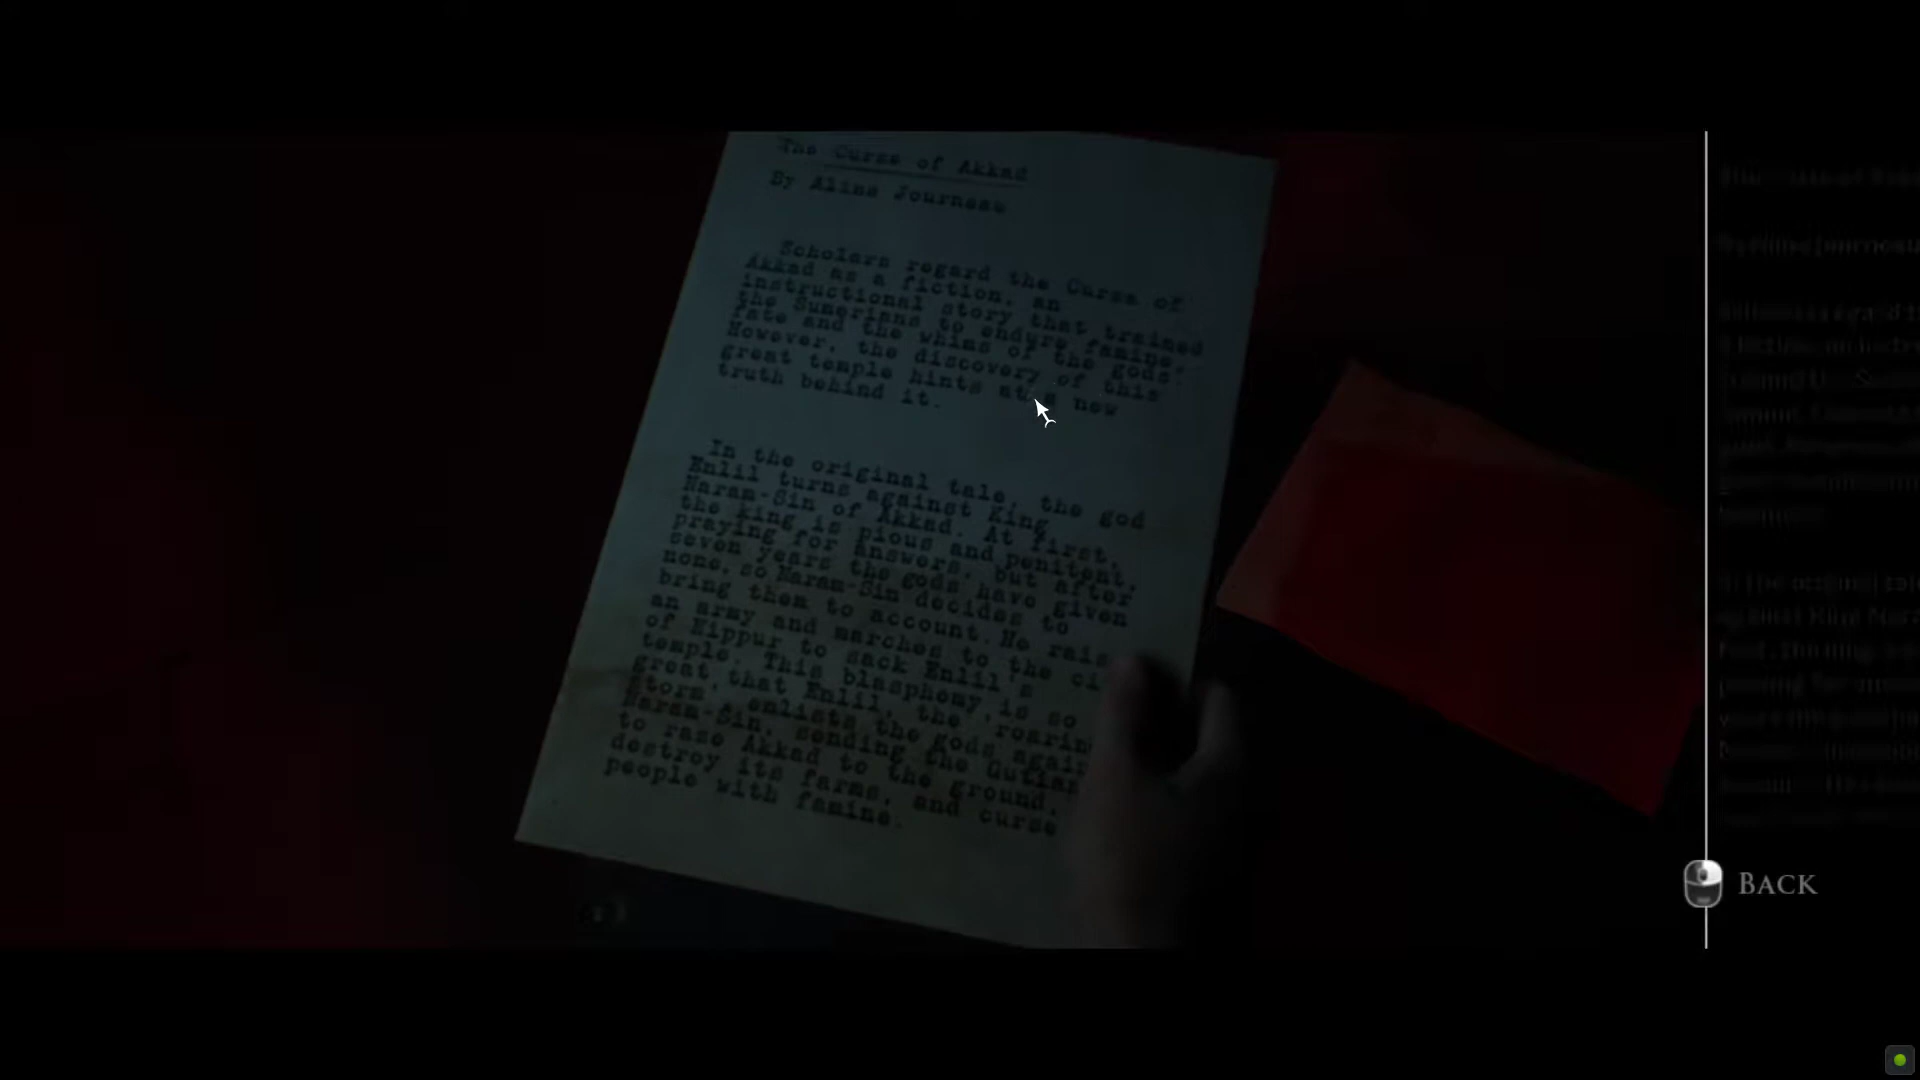 The Curse of Akkad
By Aline Journeau
Scholars regard the Curse of
Akkad as a fiction, an
instructional story that trained
the Sumerians to endure famine,
fate and the whims of the gods.
However, the discovery of this
great temple hints at a new
truth behind it.
In the original tale, the god
Enlil turns against King
Naram-Sin of Akkad. At first,
the king is pious and penitent,
praying for answers, but after
seven years the gods have given
none, so Naram-Sin decides to
bring them to account. He rais
an army and marches to the ci
of Nippur to sack Enlil's
temple. This blasphemy is so
great, that Enlil, the roarin
storm, enlists the gods again
Naram-Sin, sending the Gutian
to rase Akkad to the ground,
destroy its farms, and curse
people with famine.
BACK